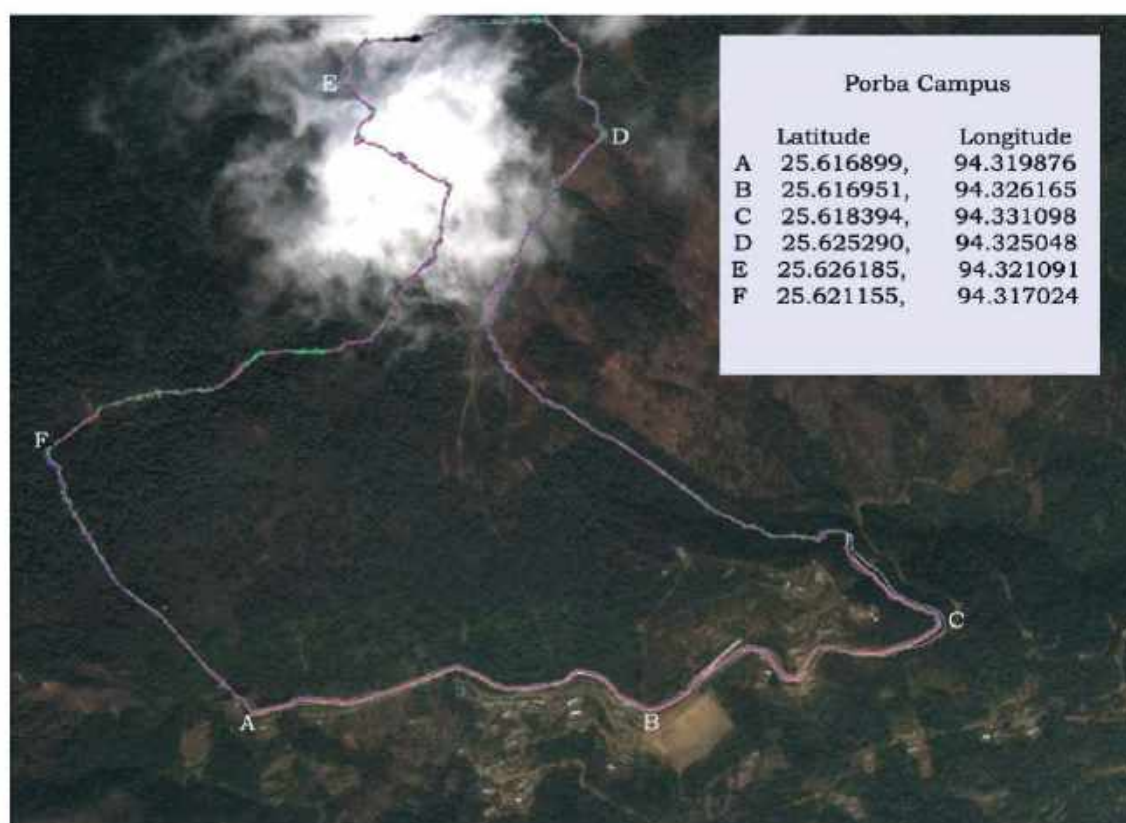 E
D
Porba Campus
Latitude Longitude
A 25.616899, 94.319876
B 25.616951, 94.326165
C 25.618394, 94.331098
D 25.625290, 94.325048
E 25.626185, 94.321091
F 25.621155, 94.317024
F
C
A
B